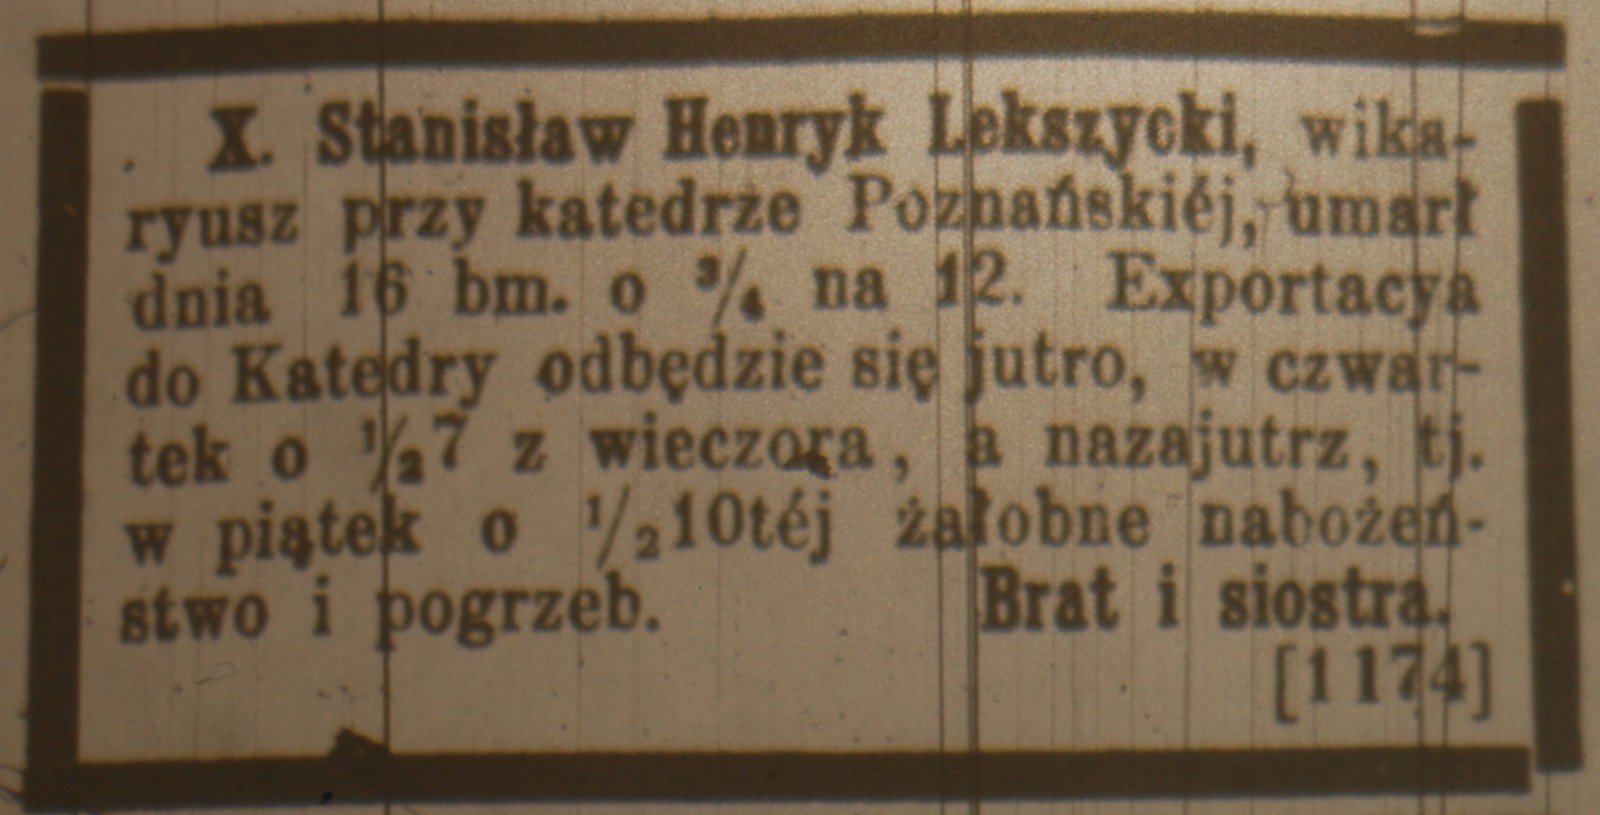 X. Stanisław Henryk Lekszycki, wika-
ryusz przy katedrze Poznańskiéj, umarł
dnia 16 bm. o ¾ na 12. Exportacya
do Katedry odbędzie się jutro, w czwar-
tek o ½7 z wieczora, a nazajutrz, tj.
w piątek o ½10téj żałobne nabożeń-
stwo i pogrzeb. Brat i siostra.
[1174]